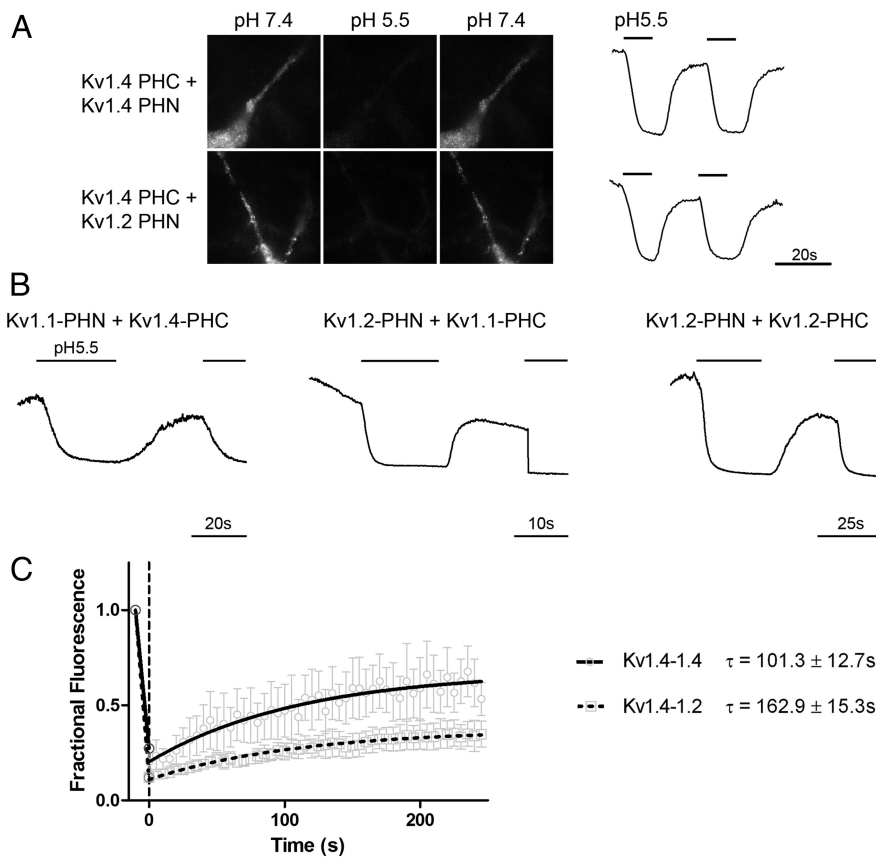 A
pH 7.4 pH 5.5 pH 7.4 pH5.5
Kv1.4 PHC +
Kv1.4 PHN
Kv1.4 PHC +
Kv1.2 PHN
20s
B
Kv1.1-PHN + Kv1.4-PHC Kv1.2-PHN + Kv1.1-PHC Kv1.2-PHN + Kv1.2-PHC
pH5.5
20s 10s 25s
C
Fractional Fluorescence
1.0
0.5
0.0
0 100 200
Time (s)
Kv1.4-1.4 τ = 101.3 ± 12.7s
Kv1.4-1.2 τ = 162.9 ± 15.3s